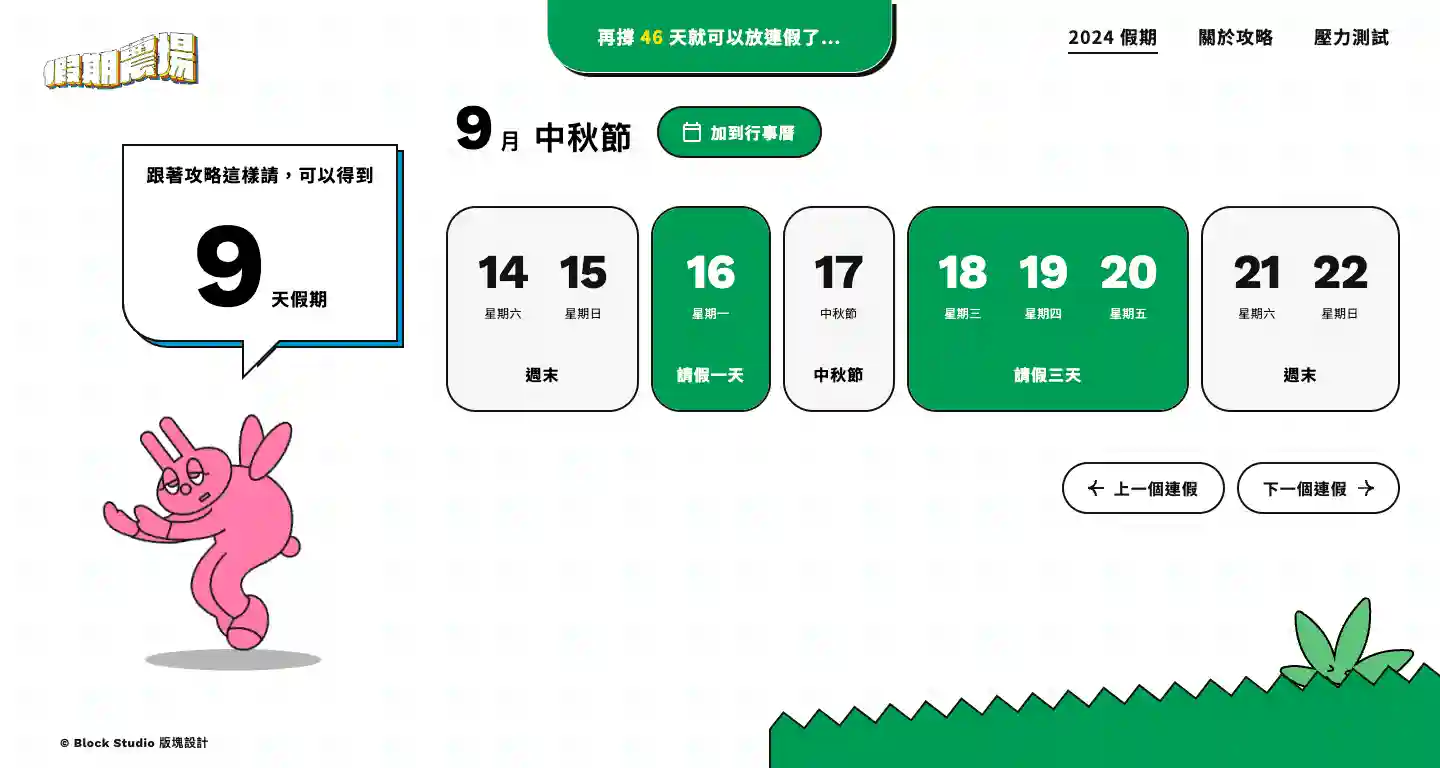 假期農場
再撐 46 天就可以放連假了...
2024 假期
關於攻略
壓力測試
跟著攻略這樣請，可以得到
9 天假期
9 月 中秋節
加到行事曆
14 15
星期六 星期日
週末
16
星期一
請假一天
17
中秋節
中秋節
18 19 20
星期三 星期四 星期五
請假三天
21 22
星期六 星期日
週末
上一個連假
下一個連假
© Block Studio 版塊設計